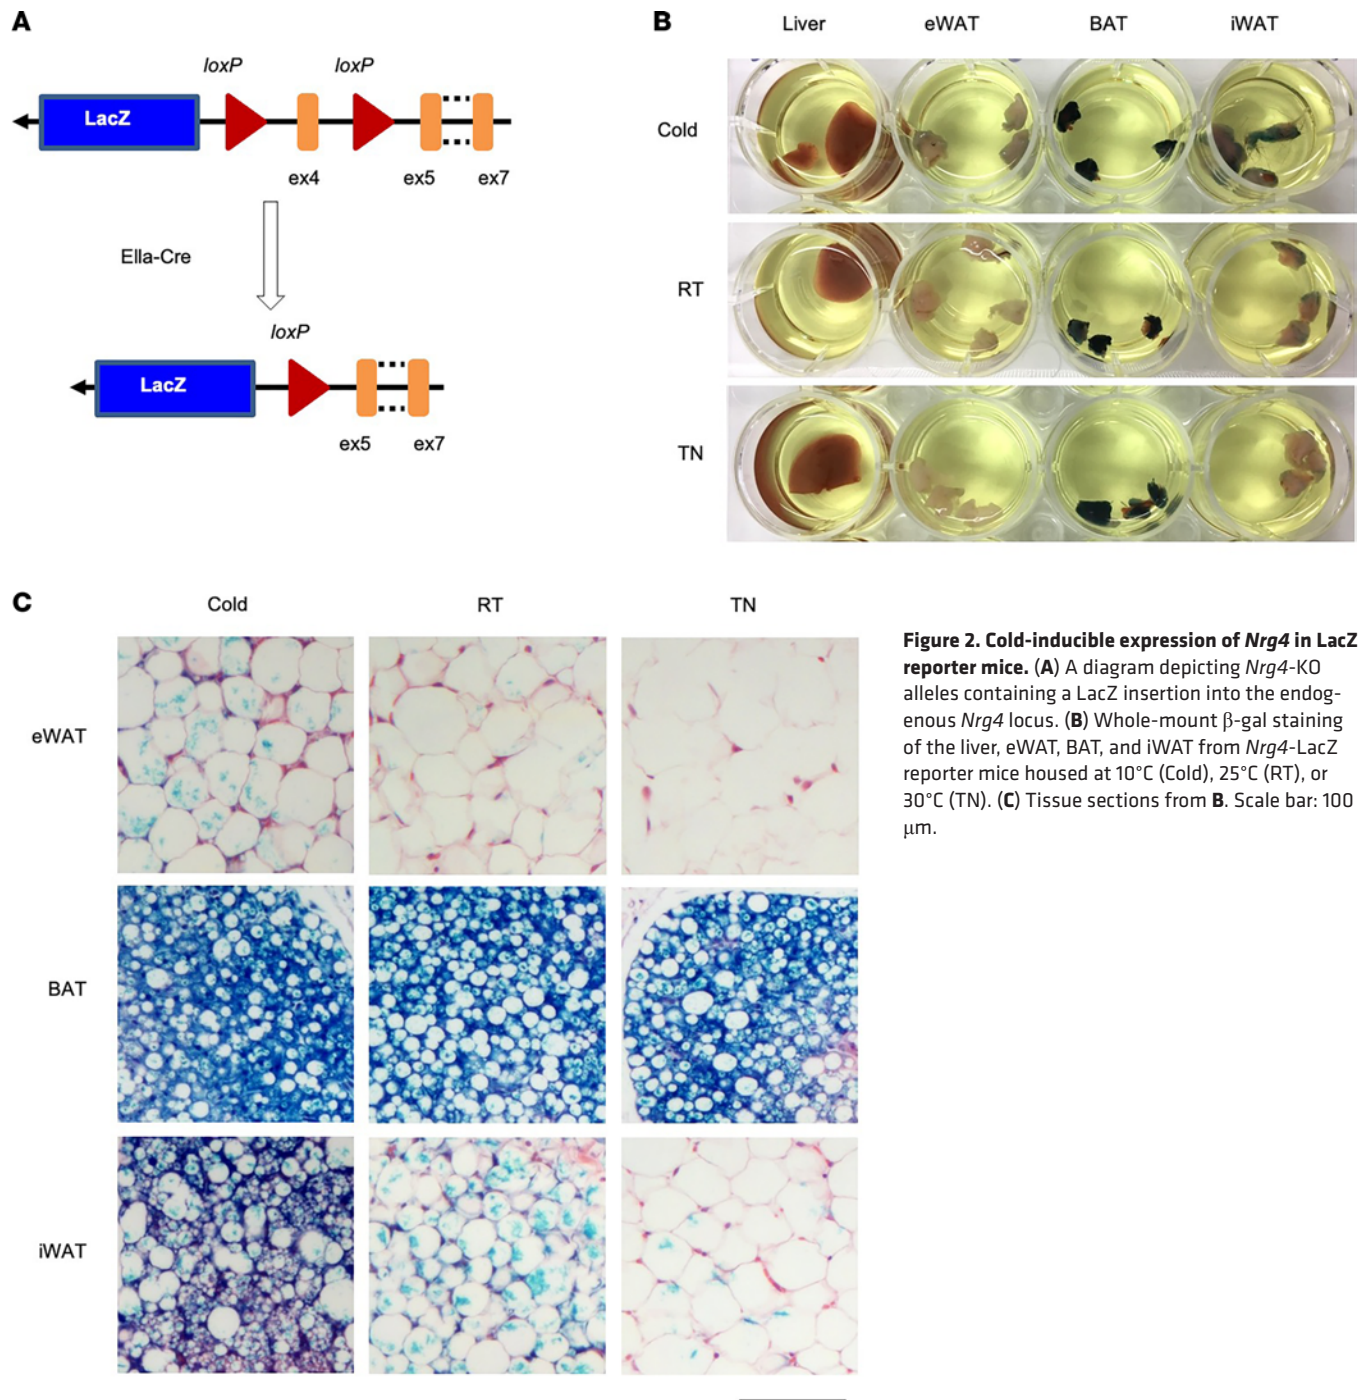 A
loxP
loxP
LacZ
ex4
ex5
ex7
Ella-Cre
loxP
LacZ
ex5
ex7
B
Liver
eWAT
BAT
iWAT
Cold
RT
TN
C
Cold
RT
TN
eWAT
BAT
iWAT
Figure 2. Cold-inducible expression of Nrg4 in LacZ
reporter mice. (A) A diagram depicting Nrg4-KO
alleles containing a LacZ insertion into the endog-
enous Nrg4 locus. (B) Whole-mount β-gal staining
of the liver, eWAT, BAT, and iWAT from Nrg4-LacZ
reporter mice housed at 10°C (Cold), 25°C (RT), or
30°C (TN). (C) Tissue sections from B. Scale bar: 100
μm.